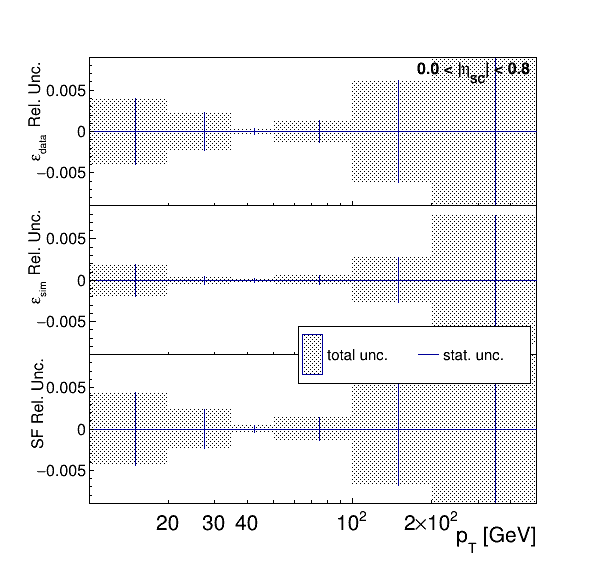 0.0 < |η_sc| < 0.8
ε_data Rel. Unc.
0.005
0
−0.005
ε_sim Rel. Unc.
0.005
0
−0.005
total unc. stat. unc.
SF Rel. Unc.
0.005
0
−0.005
20 30 40 10² 2×10²
p_T [GeV]